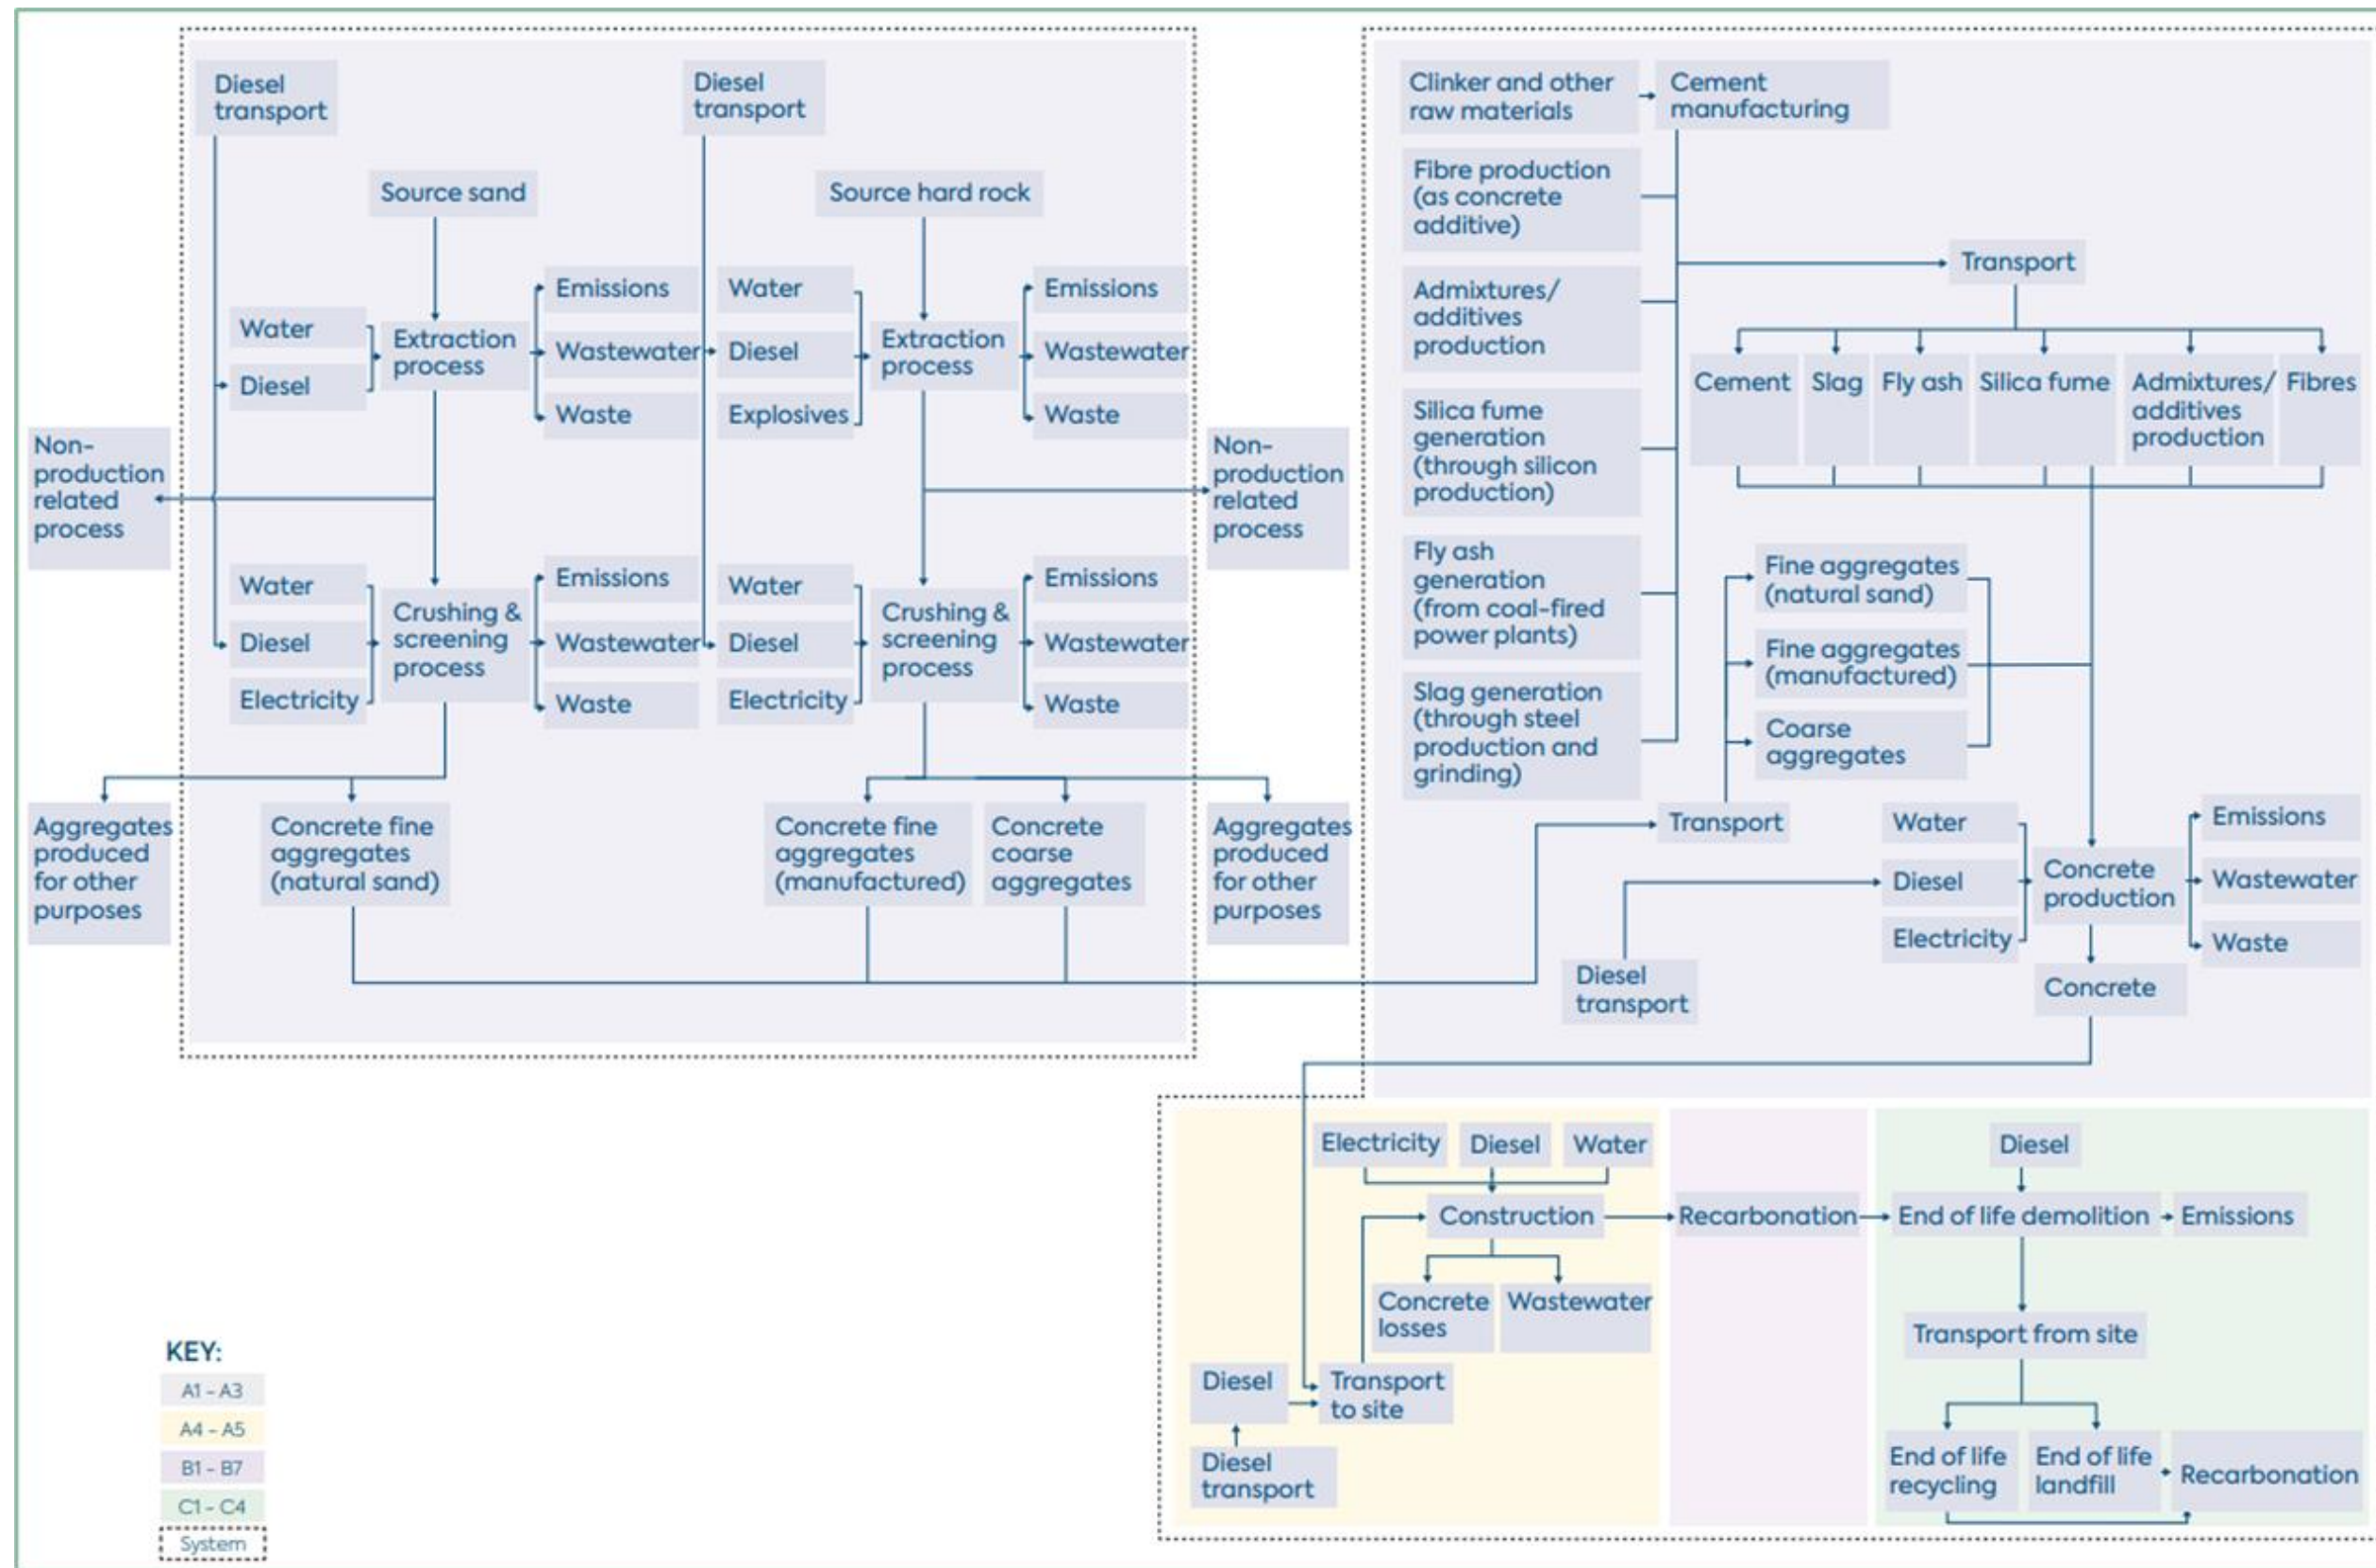 Diesel
transport
Diesel
transport
Source sand
Source hard rock
Water
Diesel
Extraction
process
Emissions
Wastewater
Waste
Water
Diesel
Explosives
Extraction
process
Emissions
Wastewater
Waste
Non-
production
related
process
Non-
production
related
process
Water
Diesel
Electricity
Crushing &
screening
process
Emissions
Wastewater
Waste
Water
Diesel
Electricity
Crushing &
screening
process
Emissions
Wastewater
Waste
Aggregates
produced
for other
purposes
Concrete fine
aggregates
(natural sand)
Concrete fine
aggregates
(manufactured)
Concrete
coarse
aggregates
Aggregates
produced
for other
purposes
Clinker and other
raw materials
Cement
manufacturing
Fibre production
(as concrete
additive)
Admixtures/
additives
production
Silica fume
generation
(through silicon
production)
Fly ash
generation
(from coal-fired
power plants)
Slag generation
(through steel
production and
grinding)
Transport
Cement
Slag
Fly ash
Silica fume
Admixtures/
additives
production
Fibres
Fine aggregates
(natural sand)
Fine aggregates
(manufactured)
Coarse
aggregates
Transport
Water
Diesel
Electricity
Diesel
transport
Concrete
production
Emissions
Wastewater
Waste
Concrete
Electricity
Diesel
Water
Construction
Concrete
losses
Wastewater
Diesel
Transport
to site
Diesel
transport
Recarbonation
Diesel
End of life demolition
Emissions
Transport from site
End of life
recycling
End of life
landfill
Recarbonation
KEY:
A1 - A3
A4 - A5
B1 - B7
C1 - C4
System